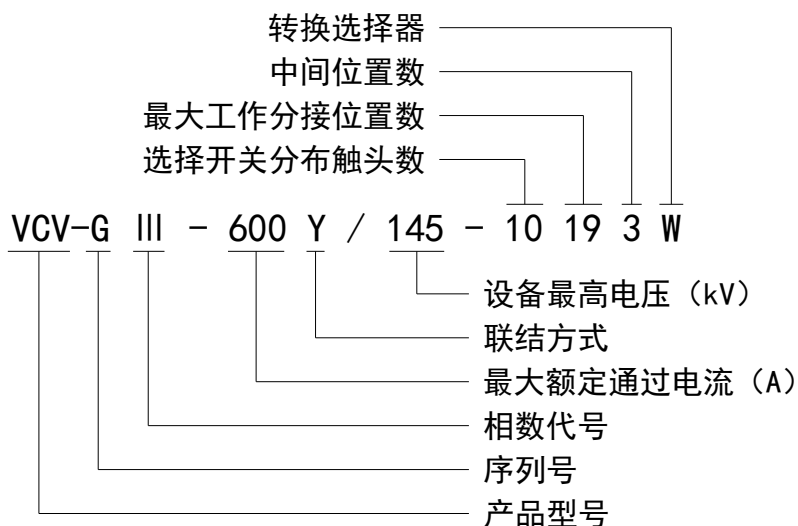 转换选择器
中间位置数
最大工作分接位置数
选择开关分布触头数
VCV-G III - 600 Y / 145 - 10 19 3 W
设备最高电压（kV）
联结方式
最大额定通过电流（A）
相数代号
序列号
产品型号